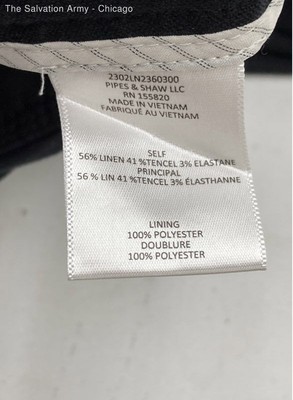 The Salvation Army - Chicago
2302LN2360300
PIPES & SHAW LLC
RN 155820
MADE IN VIETNAM
FABRIQUÉ AU VIETNAM
SELF
56% LINEN 41 %TENCEL 3% ELASTANE
PRINCIPAL
56 % LIN 41 %TENCEL 3% ÉLASTHANNE
LINING
100% POLYESTER
DOUBLURE
100% POLYESTER